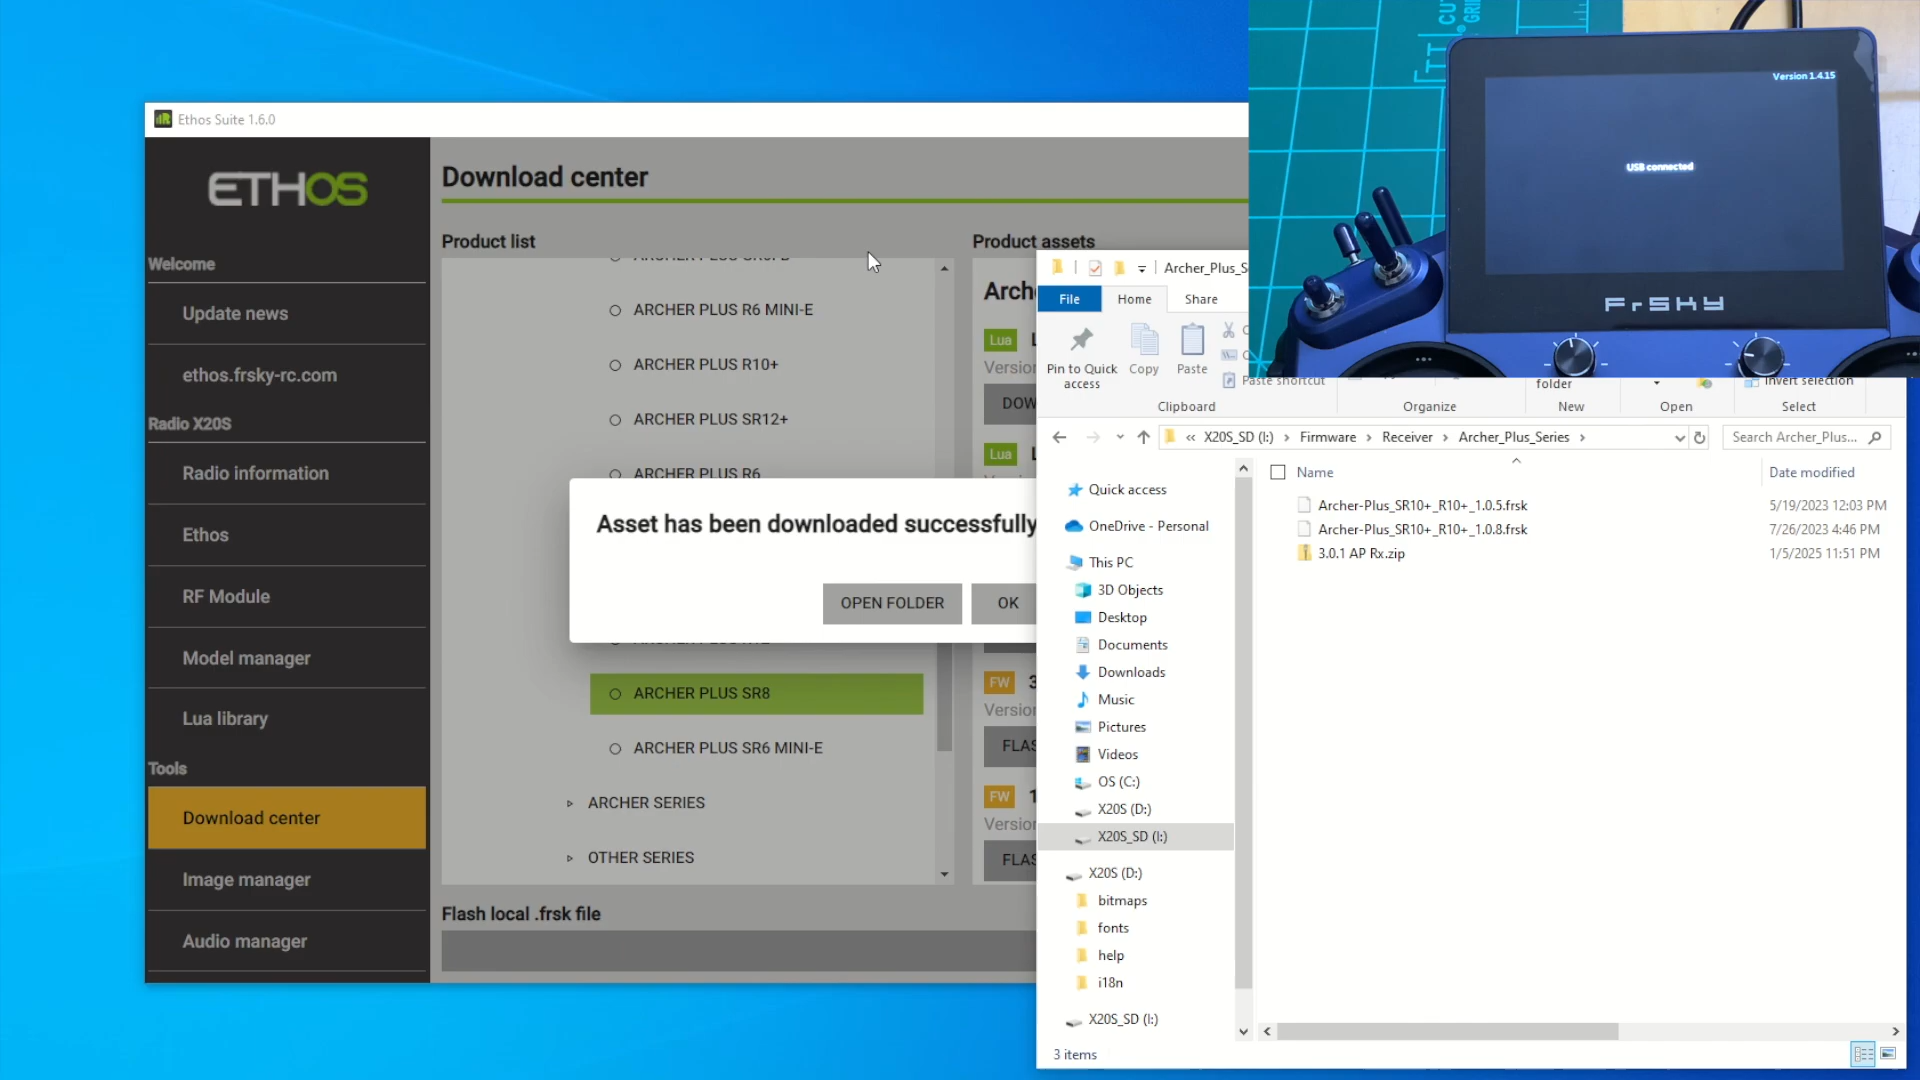 Ethos Suite 1.6.0
ETHOS
Welcome
Update news
ethos.frsky-rc.com
Radio X20S
Radio information
Ethos
RF Module
Model manager
Lua library
Tools
Download center
Image manager
Audio manager
Download center
Product list
ARCHER PLUS R6 MINI-E
ARCHER PLUS R10+
ARCHER PLUS SR12+
ARCHER PLUS R6
ARCHER PLUS SR8
ARCHER PLUS SR6 MINI-E
ARCHER SERIES
OTHER SERIES
Flash local .frsk file
Product assets
Lua
Lua
FW
FW
Asset has been downloaded successfully
OPEN FOLDER
OK
Archer_Plus_S
File
Home
Share
Pin to Quick access
Copy
Paste
Paste shortcut
Clipboard
Organize
folder
New
Open
Invert selection
Select
« X20S_SD (I:) > Firmware > Receiver > Archer_Plus_Series >
Search Archer_Plus...
Quick access
OneDrive - Personal
This PC
3D Objects
Desktop
Documents
Downloads
Music
Pictures
Videos
OS (C:)
X20S (D:)
X20S_SD (I:)
X20S (D:)
bitmaps
fonts
help
i18n
X20S_SD (I:)
Name
Date modified
Archer-Plus_SR10+_R10+_1.0.5.frsk 5/19/2023 12:03 PM
Archer-Plus_SR10+_R10+_1.0.8.frsk 7/26/2023 4:46 PM
3.0.1 AP Rx.zip 1/5/2025 11:51 PM
3 items
Version 1.4.15
USB connected
FrSKY